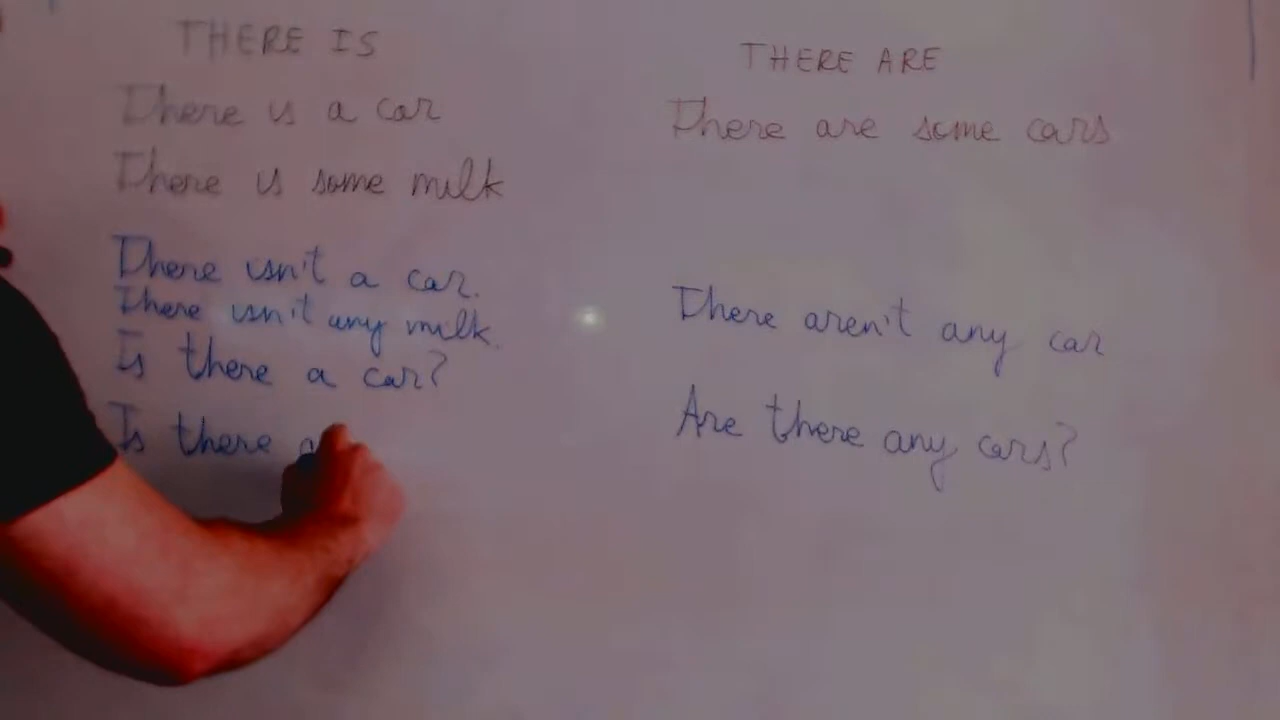 THERE IS
There is a car
There is some milk
There isn't a car.
There isn't any milk.
Is there a car?
Is there
THERE ARE
There are some cars
There aren't any car
Are there any cars?